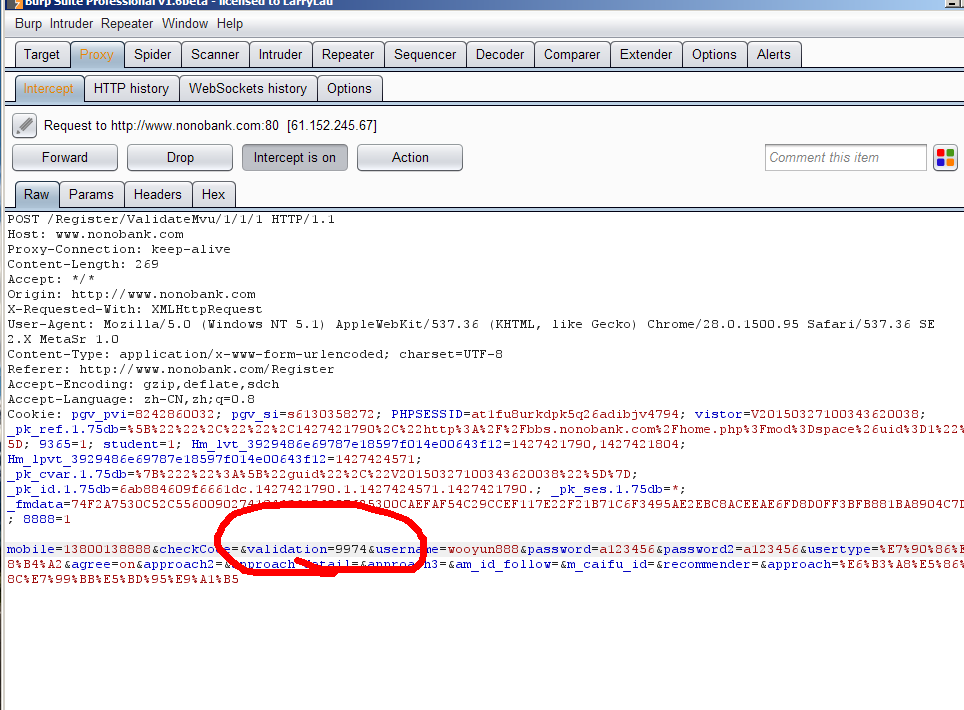 Burp Suite Professional v1.6beta - licensed to LarryLau
Burp Intruder Repeater Window Help
Target Proxy Spider Scanner Intruder Repeater Sequencer Decoder Comparer Extender Options Alerts
Intercept HTTP history WebSockets history Options
Request to http://www.nonobank.com:80 [61.152.245.67]
Forward Drop Intercept is on Action Comment this item
Raw Params Headers Hex
POST /Register/ValidateMvu/1/1/1 HTTP/1.1
Host: www.nonobank.com
Proxy-Connection: keep-alive
Content-Length: 269
Accept: */*
Origin: http://www.nonobank.com
X-Requested-With: XMLHttpRequest
User-Agent: Mozilla/5.0 (Windows NT 5.1) AppleWebKit/537.36 (KHTML, like Gecko) Chrome/28.0.1500.95 Safari/537.36 SE
2.X MetaSr 1.0
Content-Type: application/x-www-form-urlencoded; charset=UTF-8
Referer: http://www.nonobank.com/Register
Accept-Encoding: gzip,deflate,sdch
Accept-Language: zh-CN,zh;q=0.8
Cookie: pgv_pvi=8242860032; pgv_si=s6130358272; PHPSESSID=at1fu8urkdpk5q26adibjv4794; vistor=V20150327100343620038;
_pk_ref.1.75db=%5B%22%22%2C%22%22%2C1427421790%2C%22http%3A%2F%2Fbbs.nonobank.com%2Fhome.php%3Fmod%3Dspace%26uid%3D1%22%
5D; 9365=1; student=1; Hm_lvt_3929486e69787e18597f014e00643f12=1427421790,1427421804;
Hm_lpvt_3929486e69787e18597f014e00643f12=1427424571;
_pk_cvar.1.75db=%7B%222%22%3A%5B%22guid%22%2C%22V20150327100343620038%22%5D%7D;
_pk_id.1.75db=6ab884609f6661dc.1427421790.1.1427424571.1427421790.; _pk_ses.1.75db=*;
; 8888=1
mobile=13800138888&checkCode=&validation=9974&username=wooyun888&password=a123456&password2=a123456&usertype=%E7%90%86%E
8%B4%A2&agree=on&approach2=&approach_detail=&approach3=&am_id_follow=&m_caifu_id=&recommender=&approach=%E6%B3%A8%E5%86%
8C%E7%99%BB%E5%BD%95%E9%A1%B5